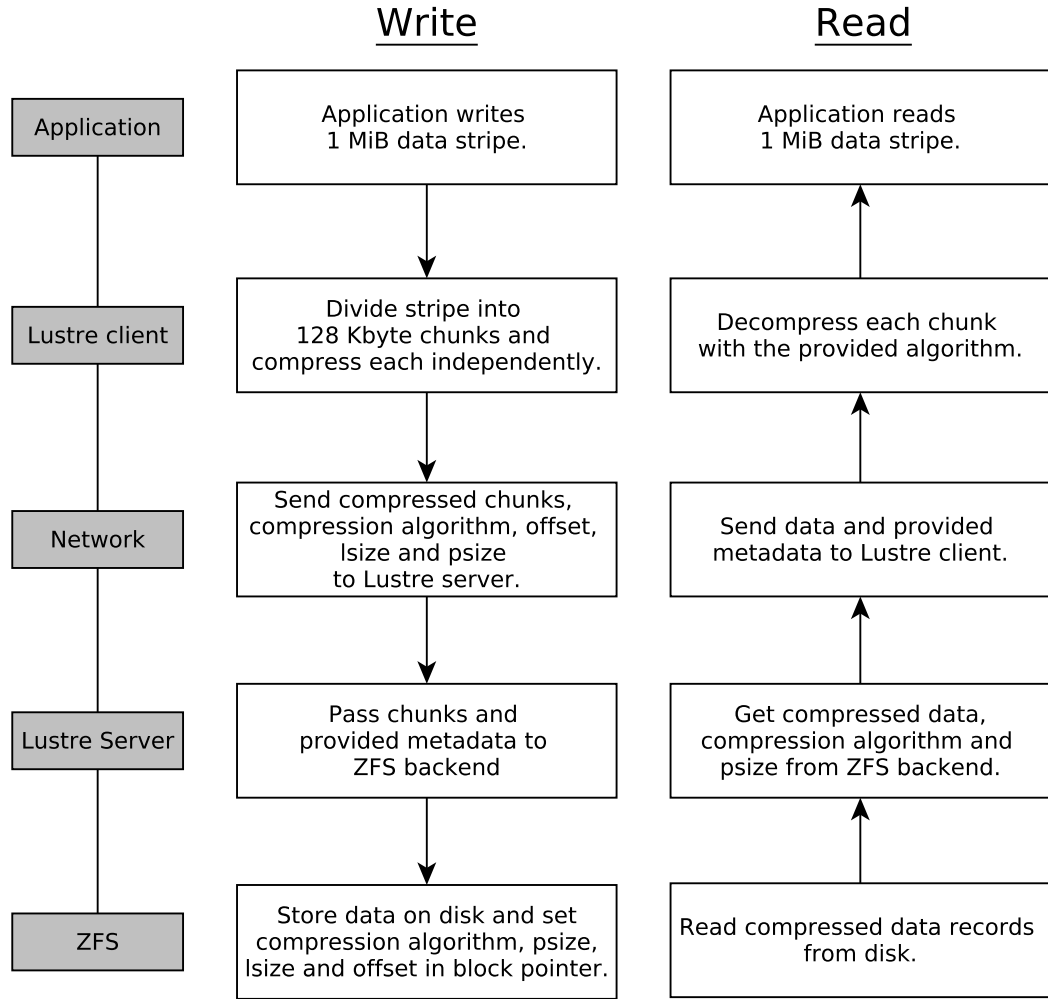 Write
Read
Application
Application writes
1 MiB data stripe.
Application reads
1 MiB data stripe.
Lustre client
Divide stripe into
128 Kbyte chunks and
compress each independently.
Decompress each chunk
with the provided algorithm.
Network
Send compressed chunks,
compression algorithm, offset,
lsize and psize
to Lustre server.
Send data and provided
metadata to Lustre client.
Lustre Server
Pass chunks and
provided metadata to
ZFS backend
Get compressed data,
compression algorithm and
psize from ZFS backend.
ZFS
Store data on disk and set
compression algorithm, psize,
lsize and offset in block pointer.
Read compressed data records
from disk.